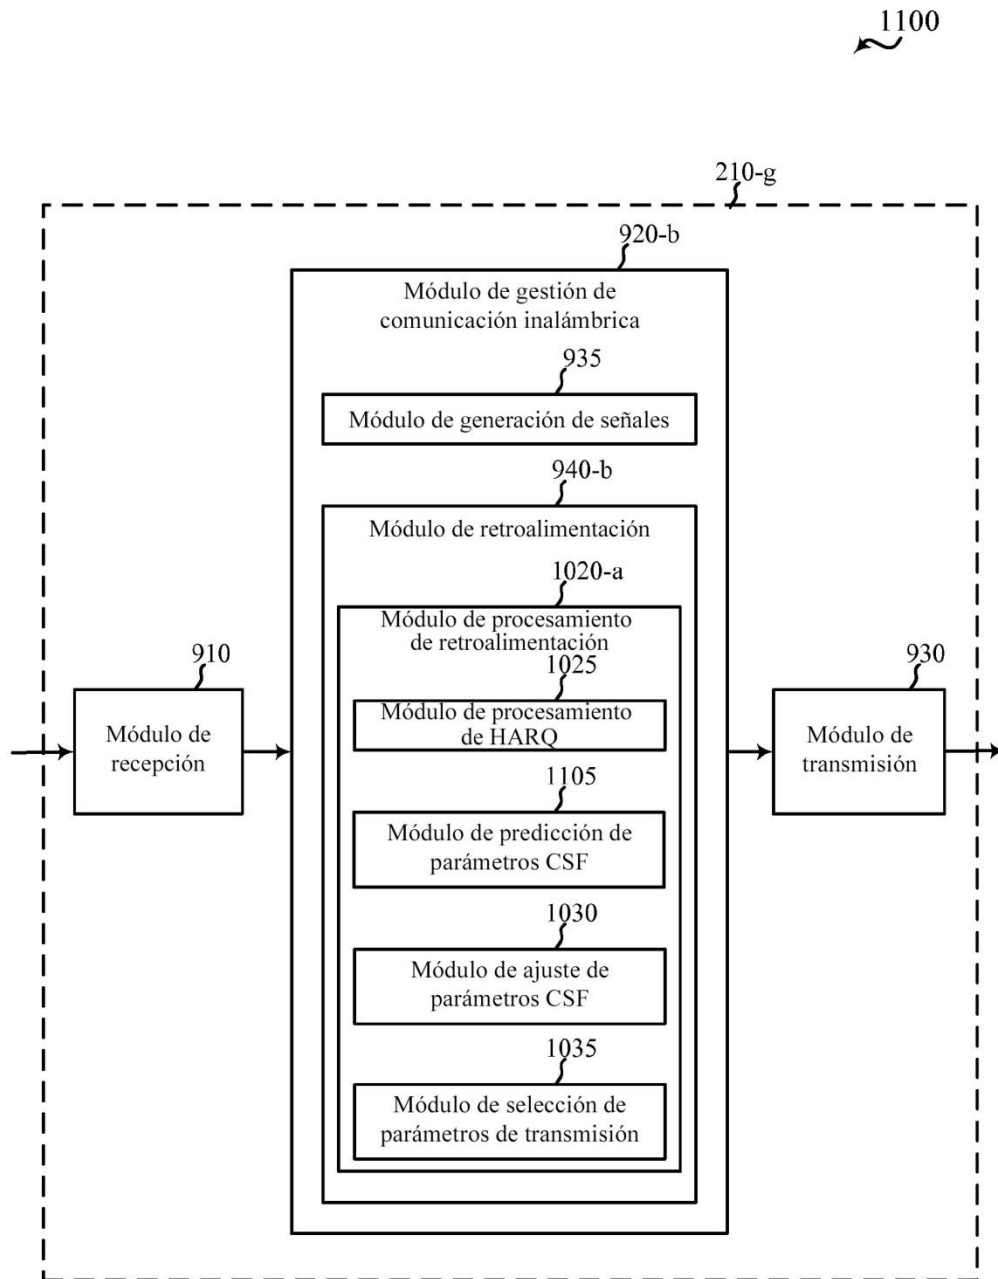 1100
210-g
920-b
Módulo de gestión de
comunicación inalámbrica
935
Módulo de generación de señales
940-b
Módulo de retroalimentación
1020-a
Módulo de procesamiento
de retroalimentación
910
1025
930
Módulo de
recepción
Módulo de procesamiento
de HARQ
Módulo de
transmisión
1105
Módulo de predicción de
parámetros CSF
1030
Módulo de ajuste de
parámetros CSF
1035
Módulo de selección de
parámetros de transmisión